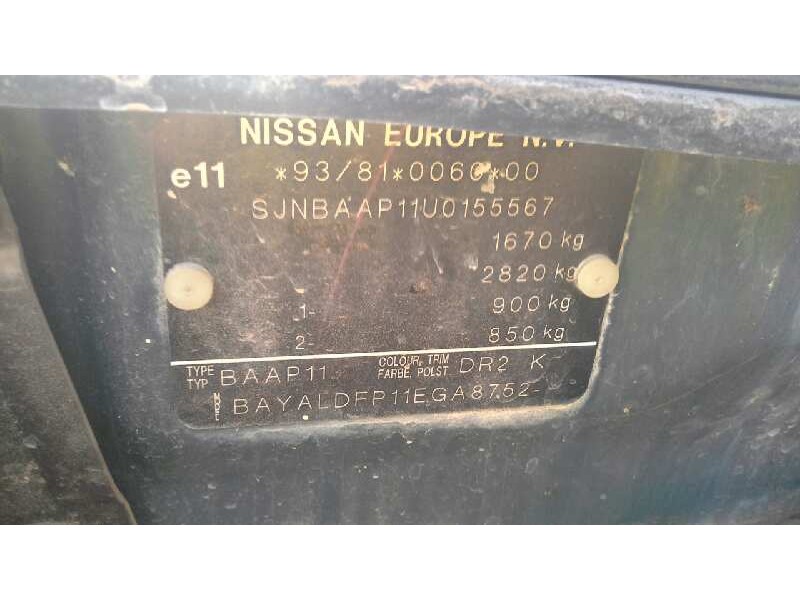 NISSAN EUROPE N.V.
e11 *93/81*0060*00
SJNBAAP11U0155567
1670 kg
2820 kg
1- 900 kg
2- 850 kg
TYPE TYP BAAP11 COLOUR, TRIM FARBE, POLST. DR2 K
MODEL BAYALDFP11EGA8752-